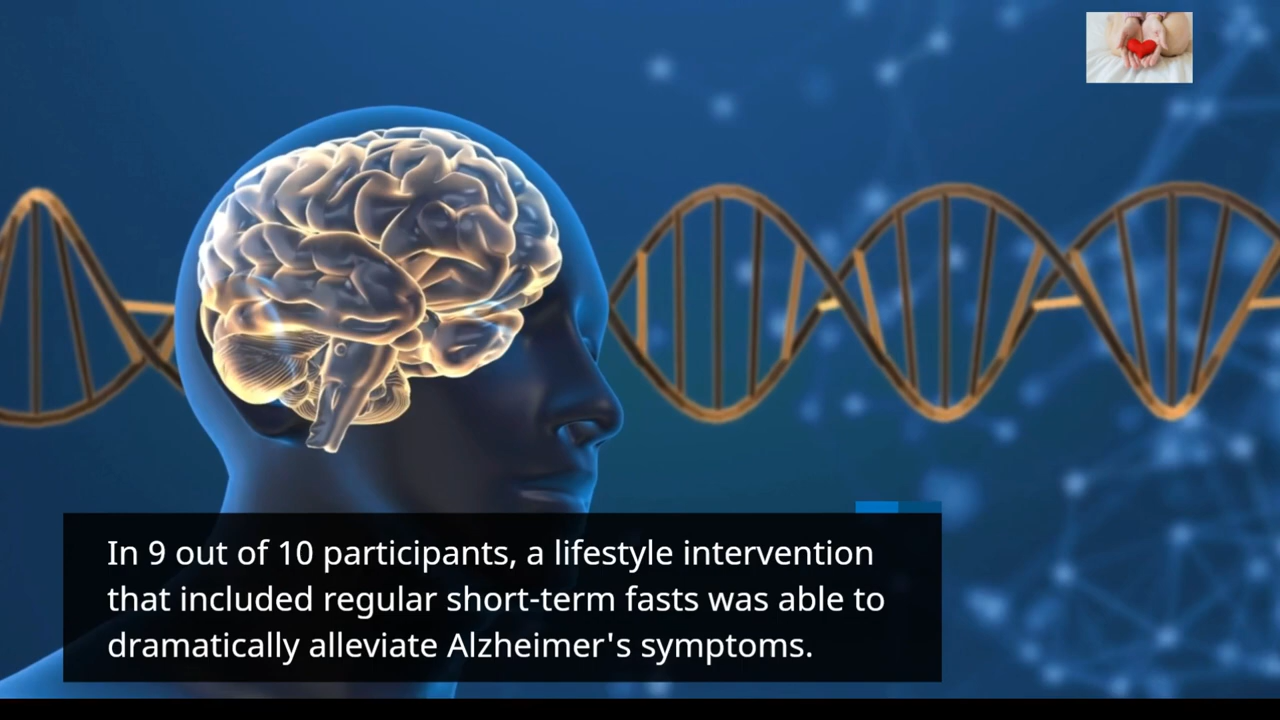 In 9 out of 10 participants, a lifestyle intervention
that included regular short-term fasts was able to
dramatically alleviate Alzheimer's symptoms.